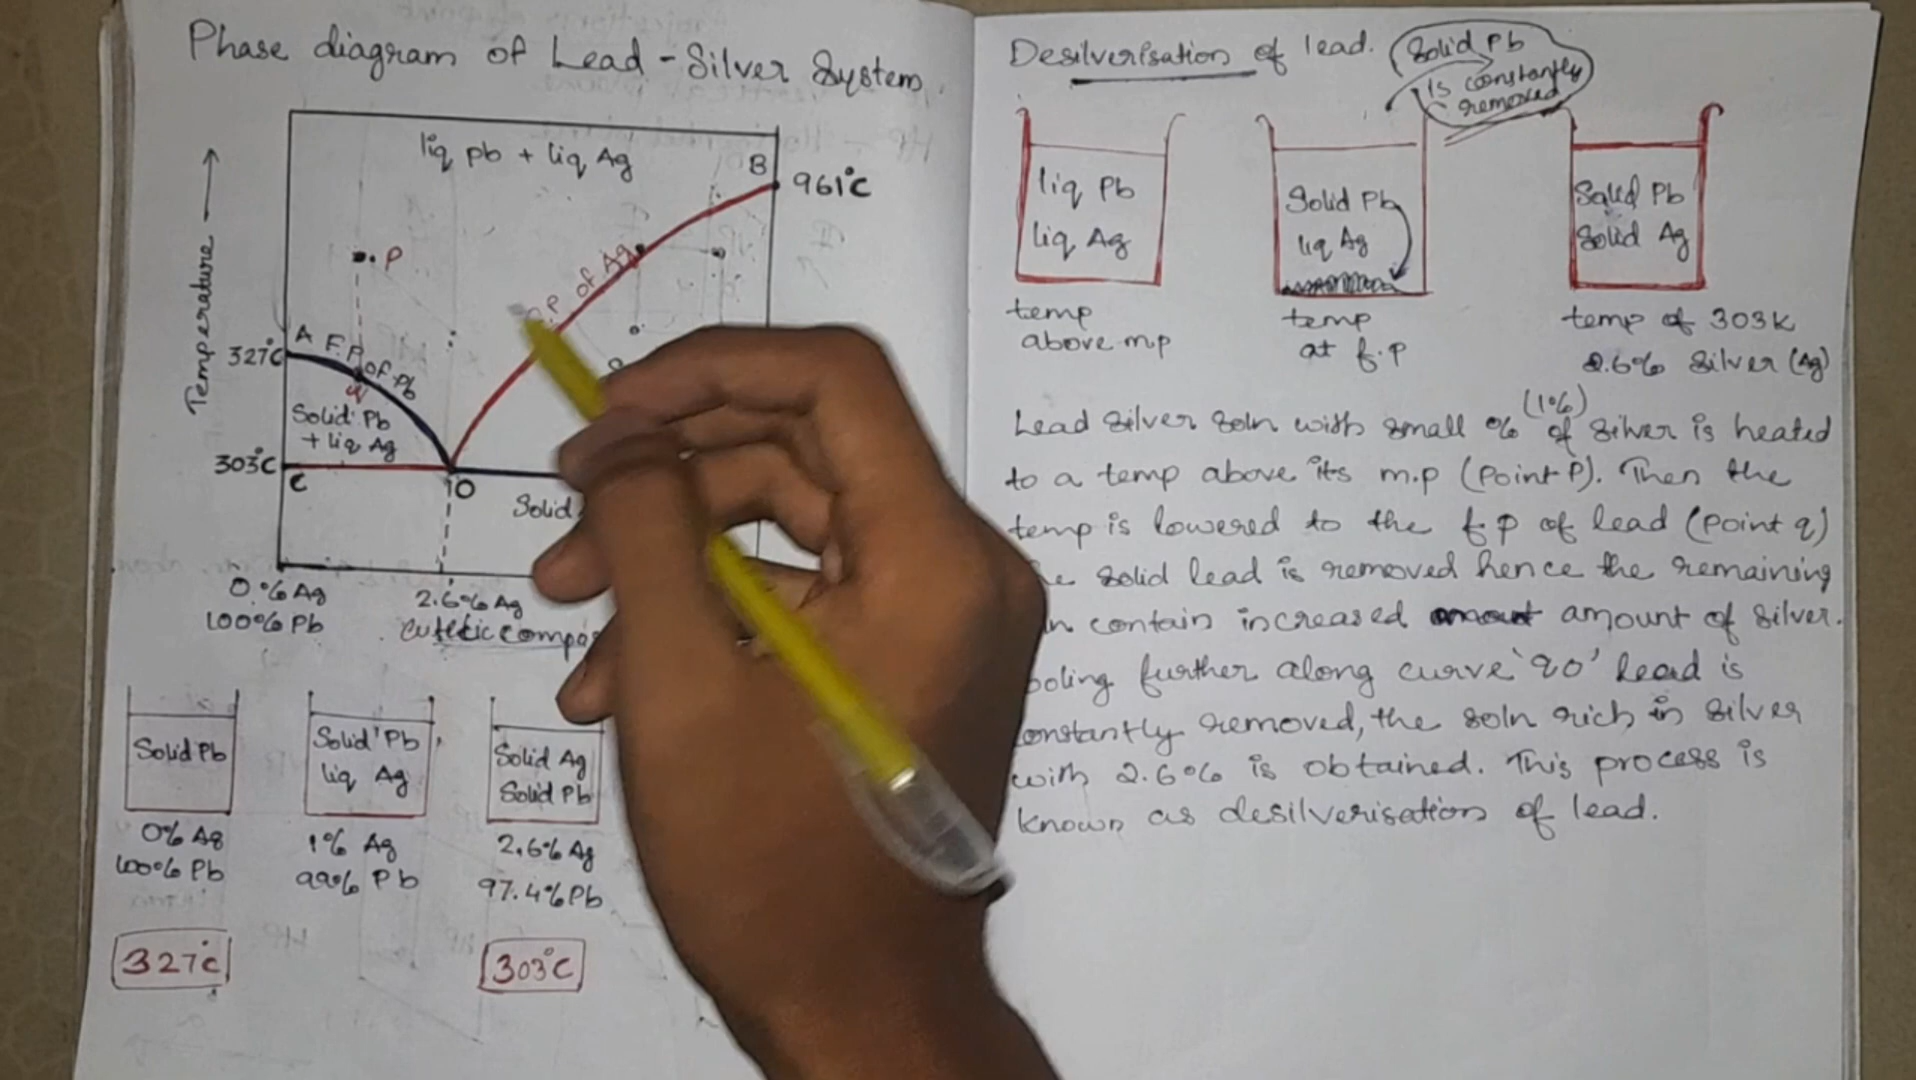 Phase diagram of Lead - Silver System.
liq Pb + liq Ag
B
961°C
P
F.P of Ag
Temperature
A
F.P of Pb
327°C
q
Solid Pb
+ liq Ag
303°C
C
O
Solid
0% Ag
100% Pb
2.6% Ag
Solid Pb
Solid Pb
liq Ag
Solid Ag
Solid Pb
0% Ag
100% Pb
1% Ag
99% Pb
2.6% Ag
97.4% Pb
327°C
303°C
Desilverisation of lead.
Solid Pb
is constantly
removed
liq Pb
liq Ag
Solid Pb
liq Ag
Solid Pb
Solid Ag
temp
above m.p
temp
at f.p
temp of 303K
2.6% Silver (Ag)
Lead silver soln with small % (1%) of silver is heated
to a temp above its m.p (Point P). Then the
temp is lowered to the f.p of lead (Point q)
solid lead is removed hence the remaining
contain increased amount of silver.
further along curve 'qo' lead is
removed, the soln rich in silver
with 2.6% is obtained. This process is
known as desilverisation of lead.